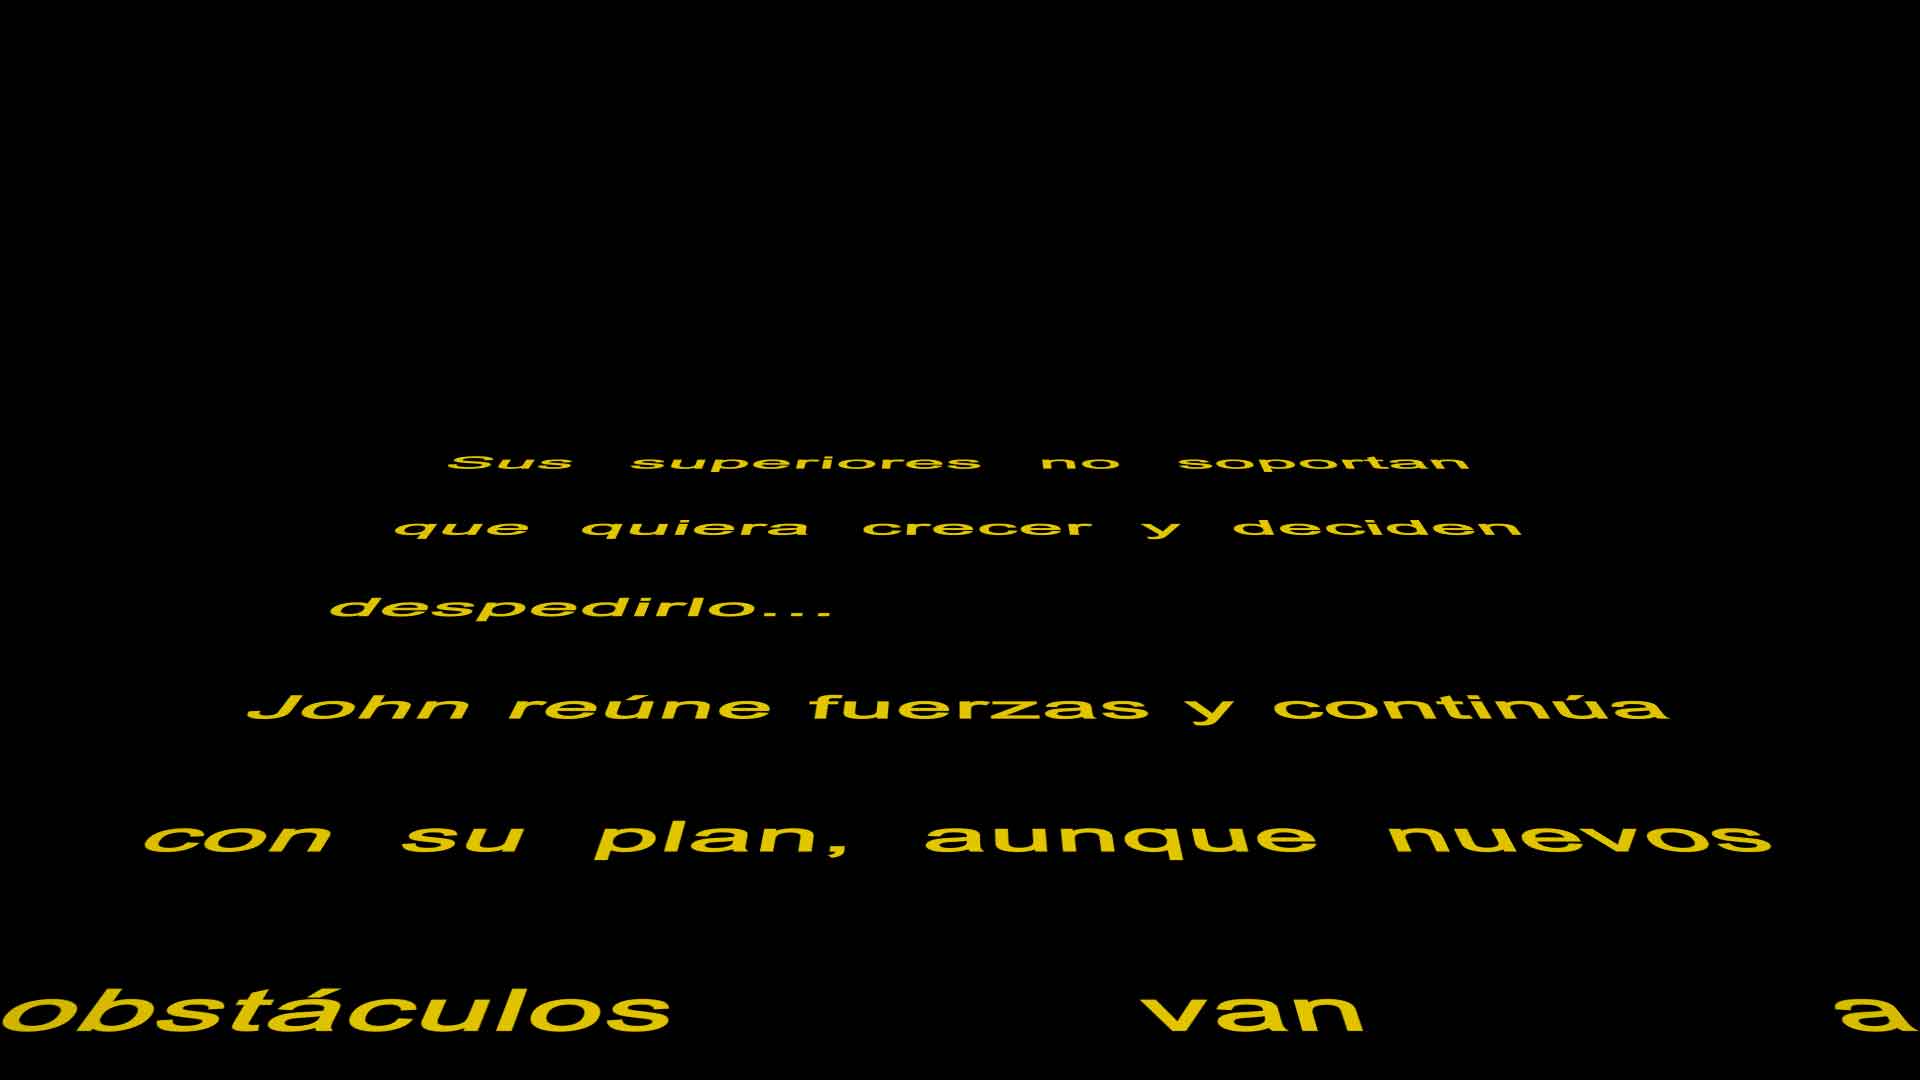 Sus superiores no soportan
que quiera crecer y deciden
despedirlo...
John reúne fuerzas y continúa
con su plan, aunque nuevos
obstáculos van a